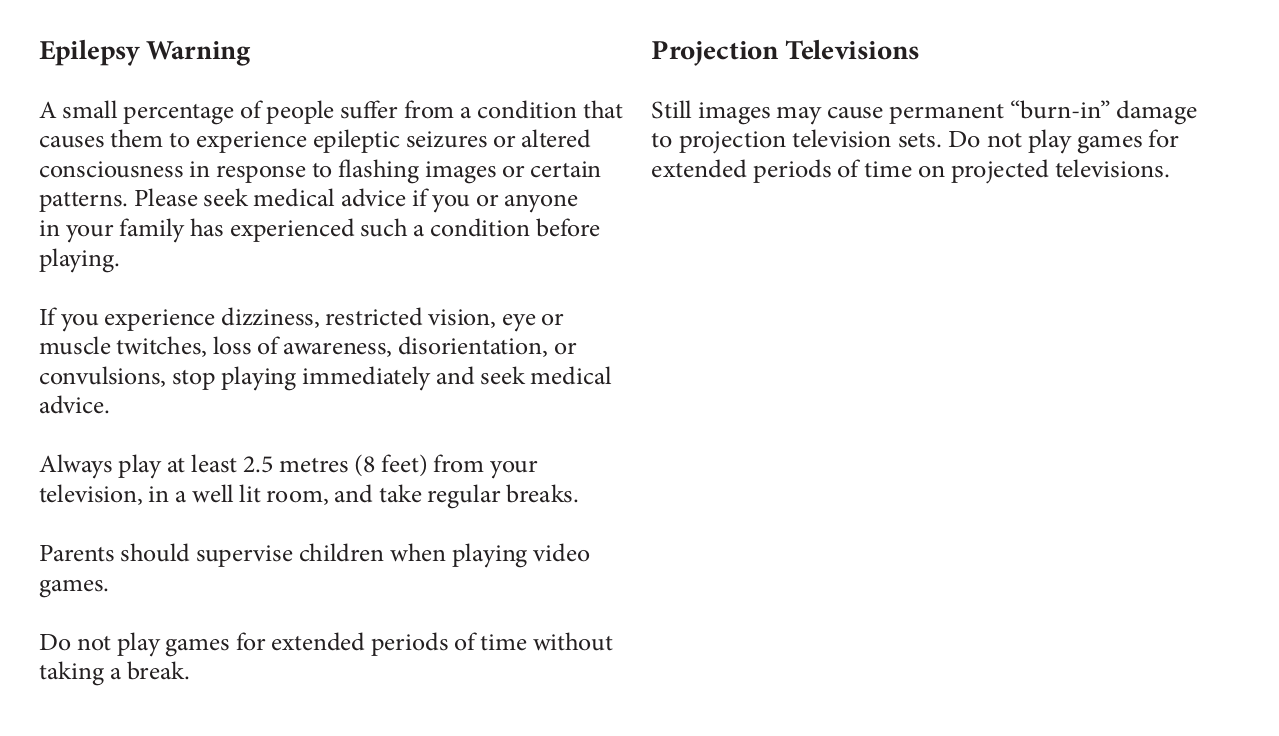 Epilepsy Warning
A small percentage of people suffer from a condition that
causes them to experience epileptic seizures or altered
consciousness in response to flashing images or certain
patterns. Please seek medical advice if you or anyone
in your family has experienced such a condition before
playing.
If you experience dizziness, restricted vision, eye or
muscle twitches, loss of awareness, disorientation, or
convulsions, stop playing immediately and seek medical
advice.
Always play at least 2.5 metres (8 feet) from your
television, in a well lit room, and take regular breaks.
Parents should supervise children when playing video
games.
Do not play games for extended periods of time without
taking a break.
Projection Televisions
Still images may cause permanent “burn-in” damage
to projection television sets. Do not play games for
extended periods of time on projected televisions.